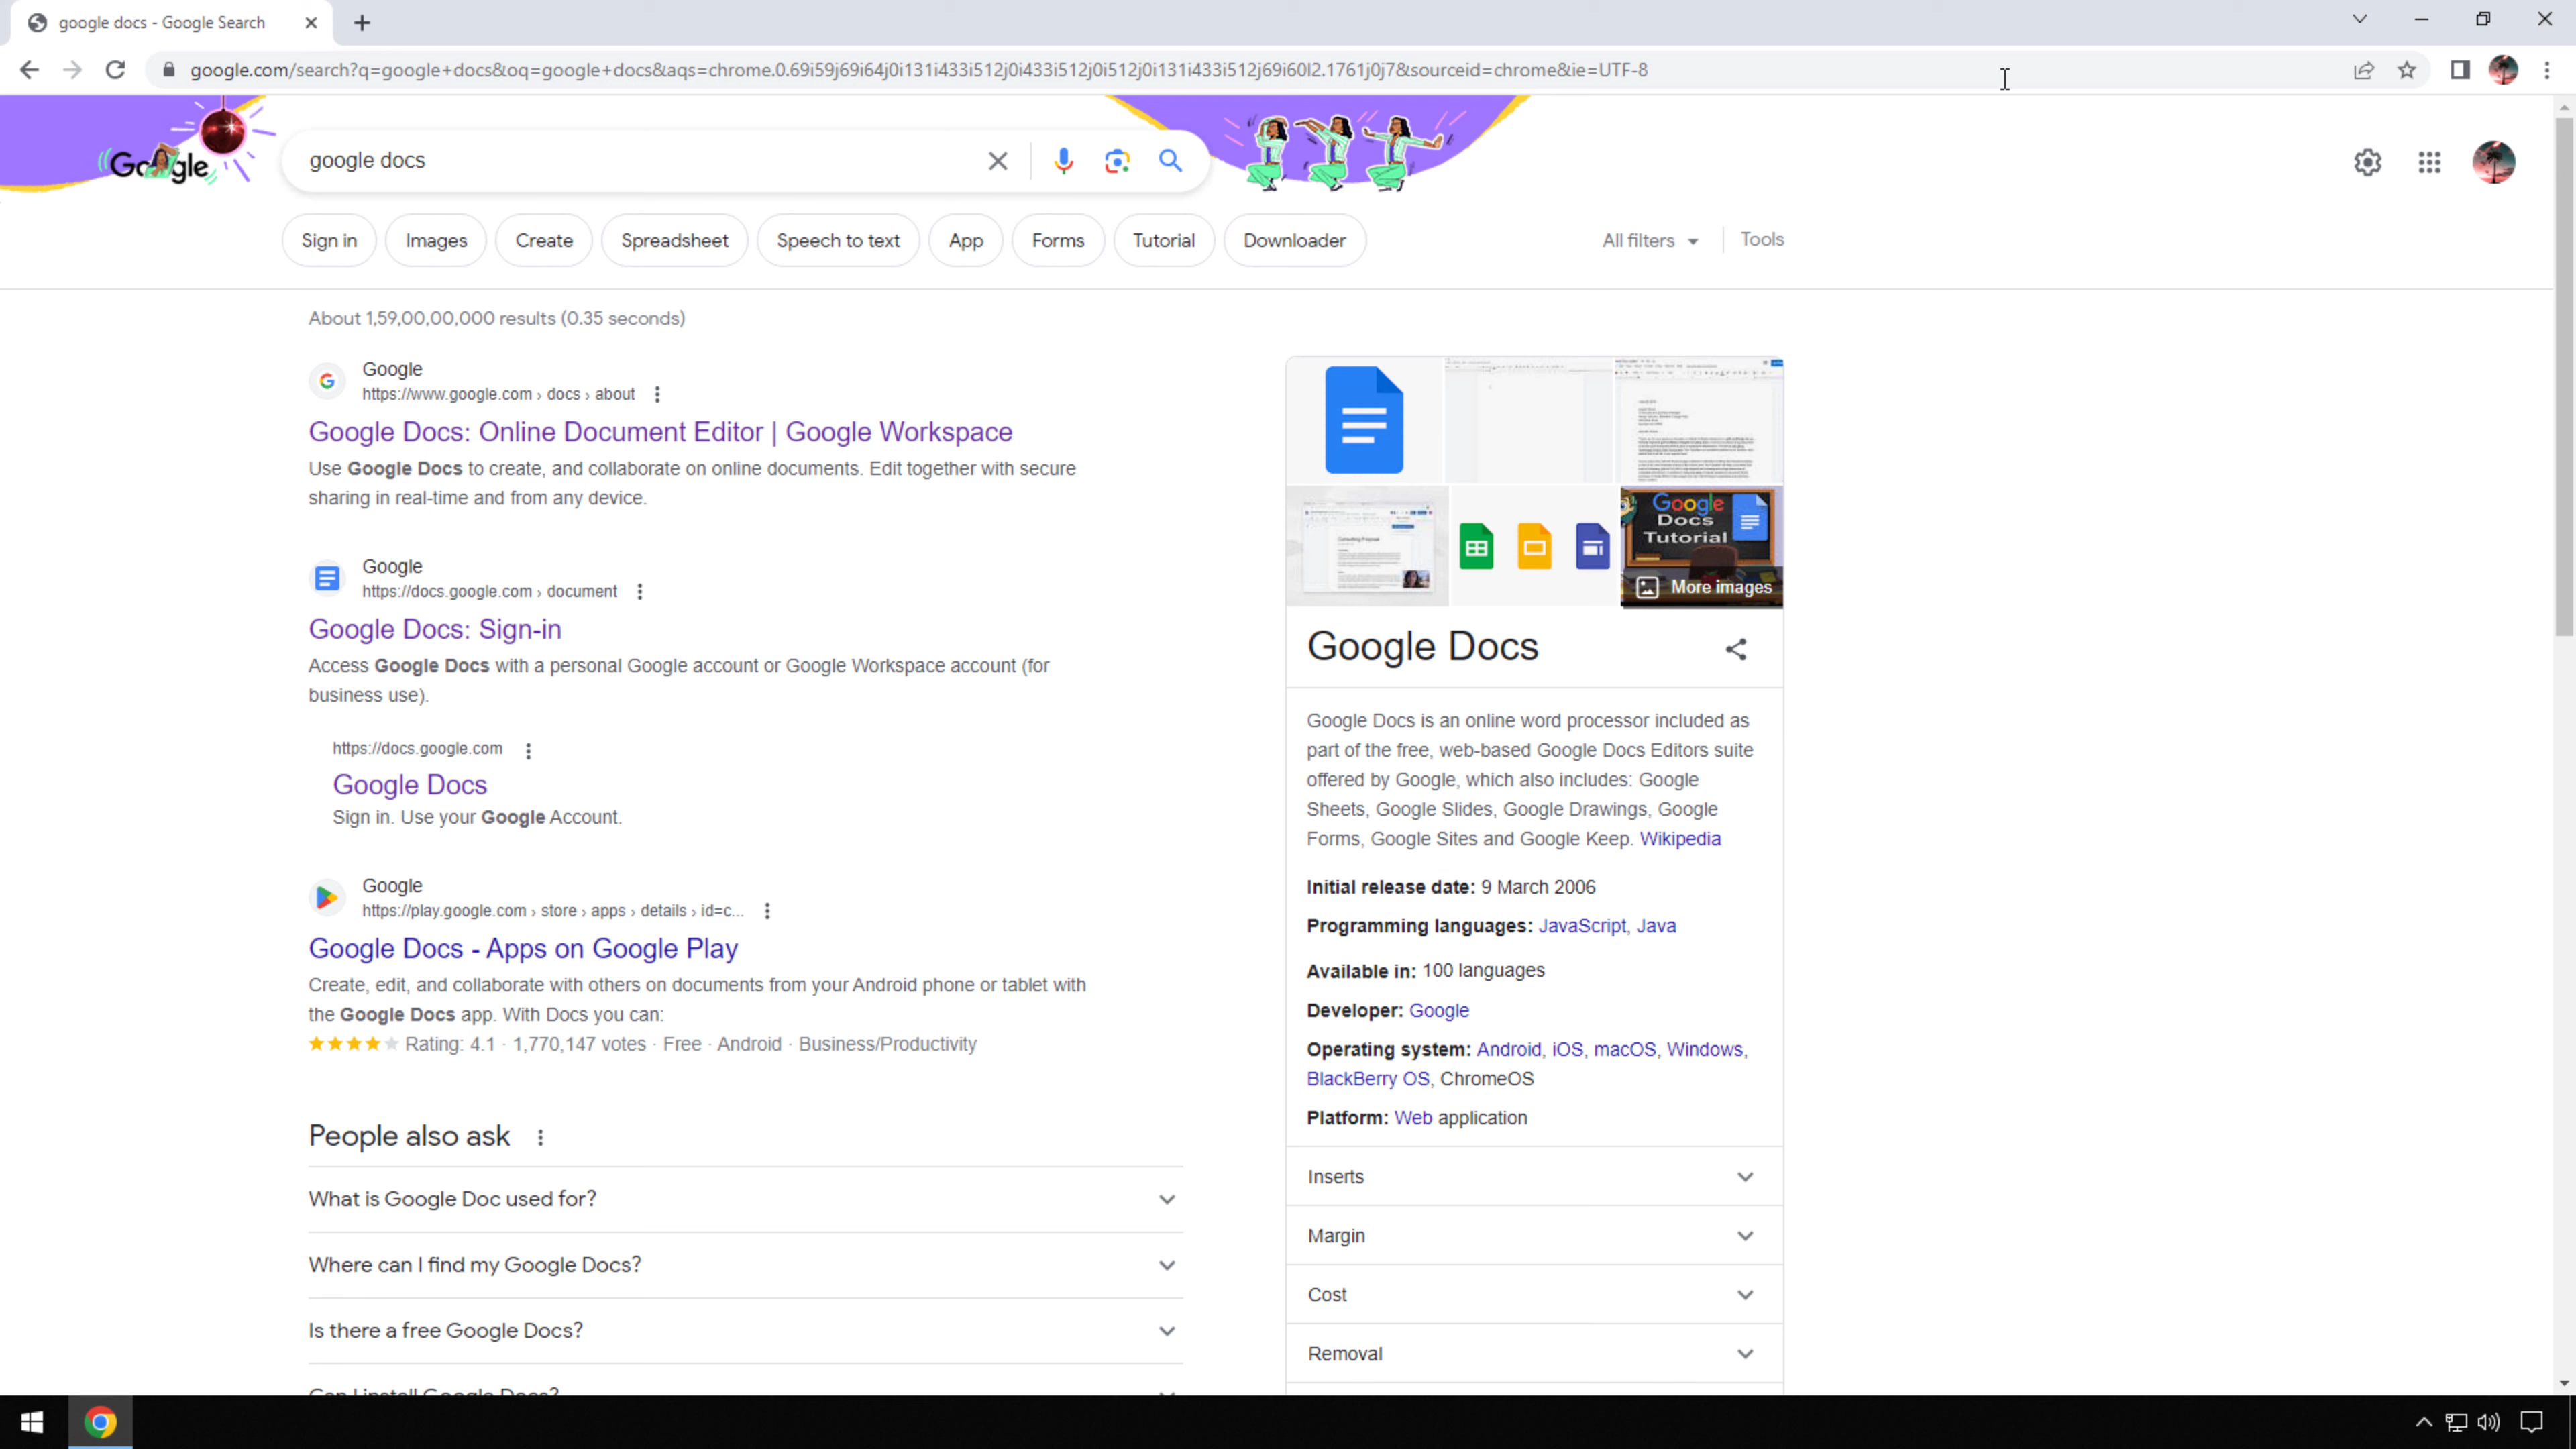 google docs - Google Search
google.com/search?q=google+docs&oq=google+docs&aqs=chrome.0.69i59j69i64j0i131i433i512j0i433i512j0i512j0i131i433i512j69i60l2.1761j0j7&sourceid=chrome&ie=UTF-8
google docs
Sign in
Images
Create
Spreadsheet
Speech to text
App
Forms
Tutorial
Downloader
All filters
Tools
About 1,59,00,00,000 results (0.35 seconds)
Google
https://www.google.com › docs › about
Google Docs: Online Document Editor | Google Workspace
Use Google Docs to create, and collaborate on online documents. Edit together with secure
sharing in real-time and from any device.
Google
https://docs.google.com › document
Google Docs: Sign-in
Access Google Docs with a personal Google account or Google Workspace account (for
business use).
https://docs.google.com
Google Docs
Sign in. Use your Google Account.
Google
https://play.google.com › store › apps › details › id=c...
Google Docs - Apps on Google Play
Create, edit, and collaborate with others on documents from your Android phone or tablet with
the Google Docs app. With Docs you can:
Rating: 4.1 · 1,770,147 votes · Free · Android · Business/Productivity
People also ask
What is Google Doc used for?
Where can I find my Google Docs?
Is there a free Google Docs?
Can I install Google Docs?
Google
Docs
Tutorial
More images
Google Docs
Google Docs is an online word processor included as
part of the free, web-based Google Docs Editors suite
offered by Google, which also includes: Google
Sheets, Google Slides, Google Drawings, Google
Forms, Google Sites and Google Keep. Wikipedia
Initial release date: 9 March 2006
Programming languages: JavaScript, Java
Available in: 100 languages
Developer: Google
Operating system: Android, iOS, macOS, Windows,
BlackBerry OS, ChromeOS
Platform: Web application
Inserts
Margin
Cost
Removal